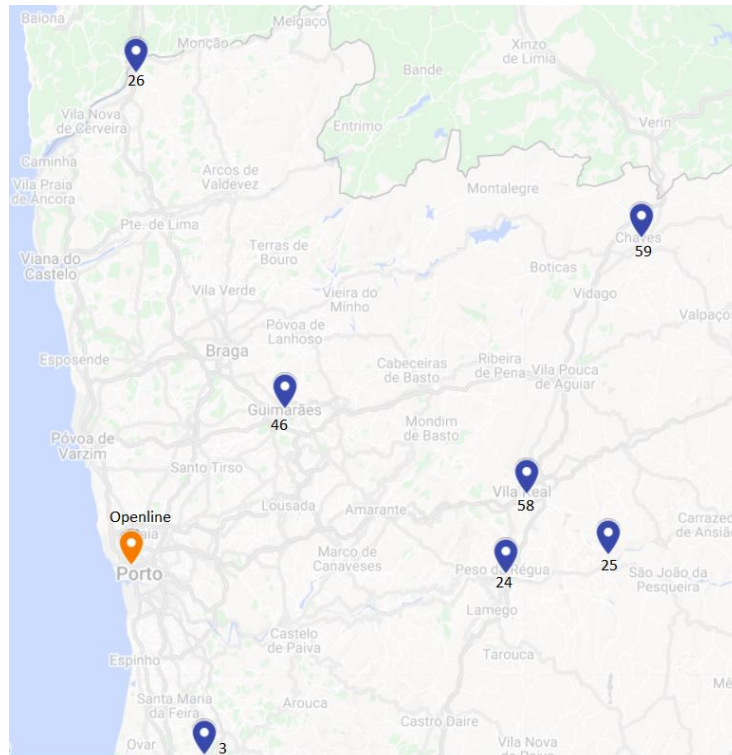 Baiona
Melgaço
Monção
Xinzo
de Limia
Bande
26
Vila Nova
de Cerveira
Verín
Entrimo
Caminha
Vila Praia
de Âncora
Arcos de
Valdevez
Montalegre
Pte. de Lima
Chaves
59
Viana do
Castelo
Terras de
Bouro
Boticas
Vila Verde
Vieira do
Minho
Vidago
Póvoa de
Lanhoso
Valpaços
Braga
Esposende
Cabeceiras
de Basto
Ribeira
de Pena
Vila Pouca
de Aguiar
Guimarães
46
Mondim
de Basto
Póvoa de
Varzim
Santo Tirso
Vila Real
58
Lousada
Amarante
Openline
Carrazed
de Ansiã
Marco de
Canaveses
Porto
Peso da Régua
24
25
São João da
Pesqueira
Lamego
Castelo
de Paiva
Tarouca
Espinho
Santa Maria
da Feira
Arouca
Castro Daire
Ovar
3
Vila Nova